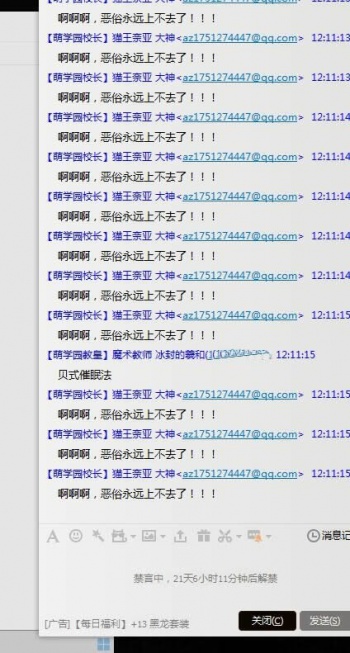 【萌学园校长】猫王奈亚 大神<az1751274447@qq.com> 12:11:13
啊啊啊，恶俗永远上不去了！！！
【萌学园校长】猫王奈亚 大神<az1751274447@qq.com> 12:11:13
啊啊啊，恶俗永远上不去了！！！
【萌学园校长】猫王奈亚 大神<az1751274447@qq.com> 12:11:13
啊啊啊，恶俗永远上不去了！！！
【萌学园校长】猫王奈亚 大神<az1751274447@qq.com> 12:11:14
啊啊啊，恶俗永远上不去了！！！
【萌学园校长】猫王奈亚 大神<az1751274447@qq.com> 12:11:14
啊啊啊，恶俗永远上不去了！！！
【萌学园校长】猫王奈亚 大神<az1751274447@qq.com> 12:11:14
啊啊啊，恶俗永远上不去了！！！
【萌学园校长】猫王奈亚 大神<az1751274447@qq.com> 12:11:14
啊啊啊，恶俗永远上不去了！！！
【萌学园校长】猫王奈亚 大神<az1751274447@qq.com> 12:11:14
啊啊啊，恶俗永远上不去了！！！
【萌学园校长】猫王奈亚 大神<az1751274447@qq.com> 12:11:15
啊啊啊，恶俗永远上不去了！！！
【萌学园教皇】魔术教师 冰封的羲和 12:11:15
贝式催眠法
【萌学园校长】猫王奈亚 大神<az1751274447@qq.com> 12:11:15
啊啊啊，恶俗永远上不去了！！！
【萌学园校长】猫王奈亚 大神<az1751274447@qq.com> 12:11:15
啊啊啊，恶俗永远上不去了！！！
【萌学园校长】猫王奈亚 大神<az1751274447@qq.com> 12:11:15
啊啊啊，恶俗永远上不去了！！！
消息记
禁言中，21天6小时11分钟后解禁
[广告]【每日福利】+13 黑龙套装 关闭(C) 发送(S)